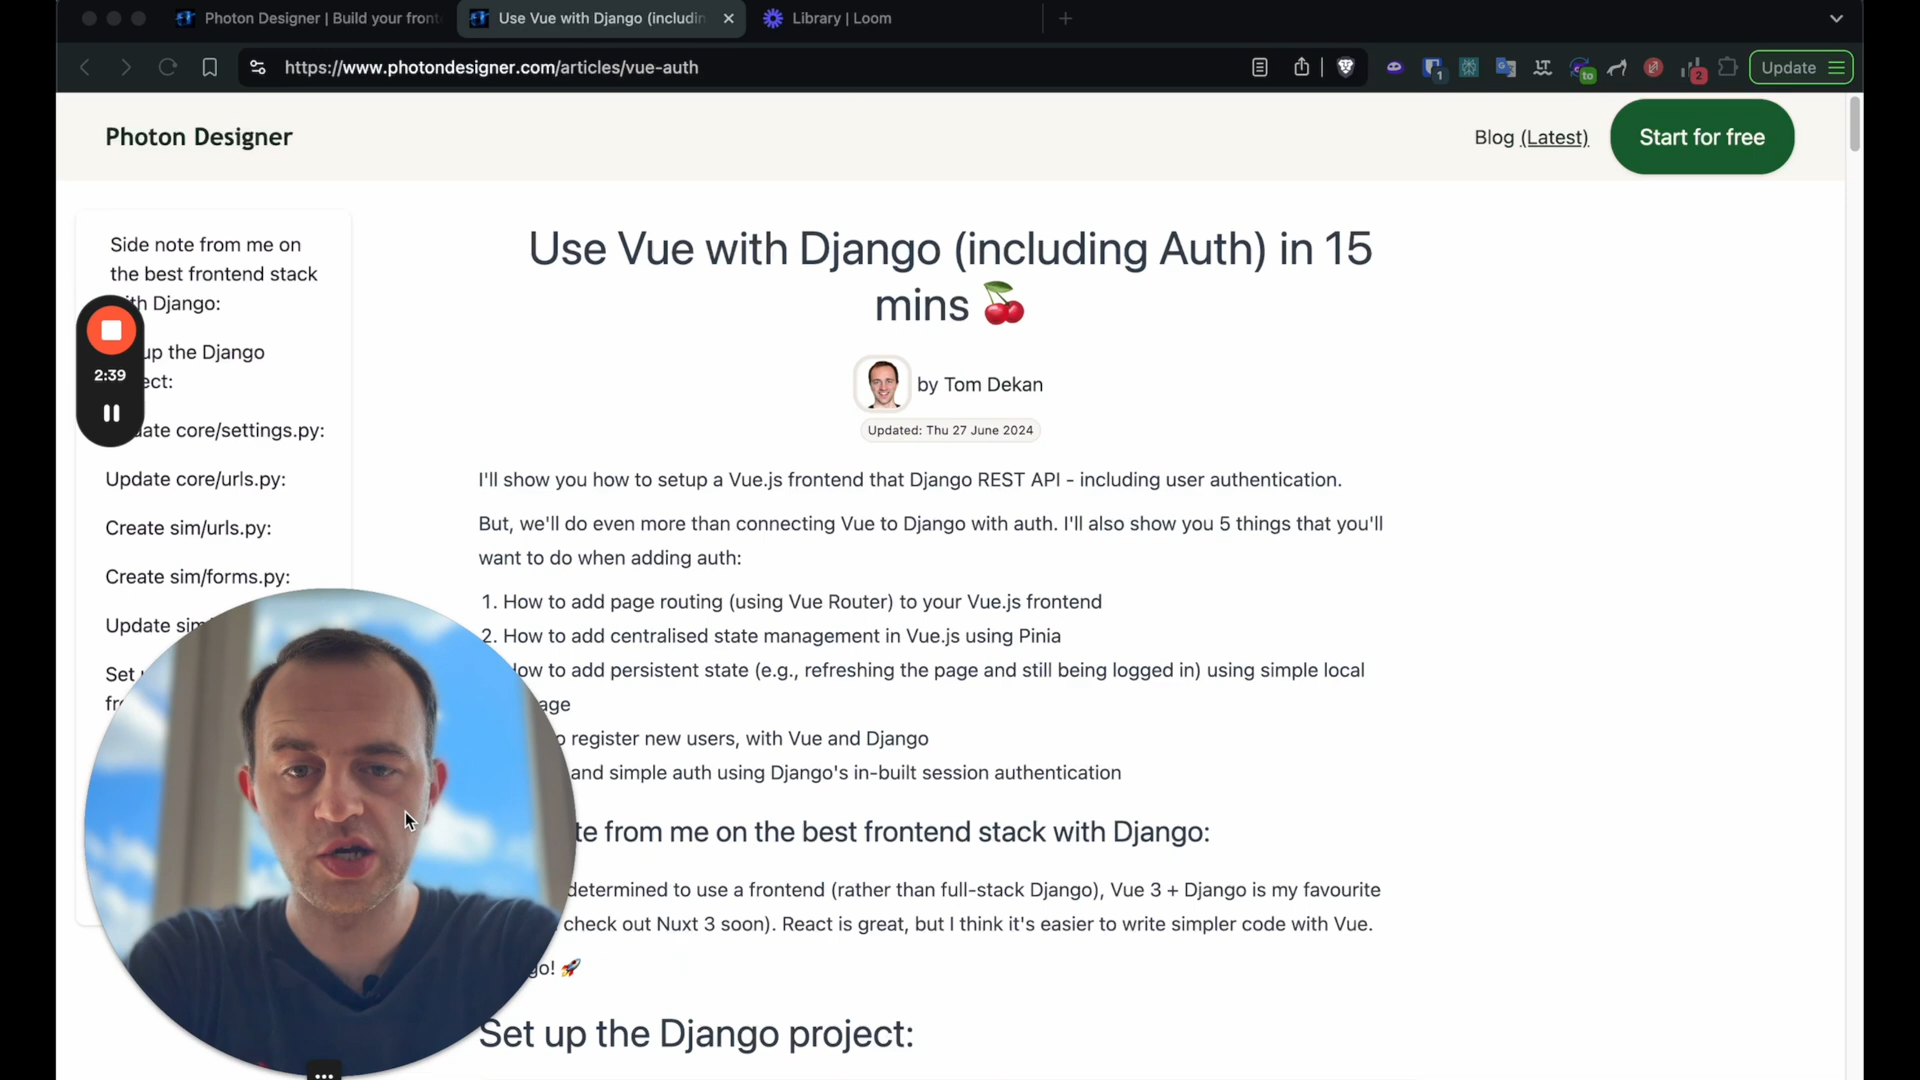 Photon Designer | Build your front
Use Vue with Django (includin
Library | Loom
https://www.photondesigner.com/articles/vue-auth
1
to
2
Update
Photon Designer
Blog (Latest)
Start for free
Side note from me on
the best frontend stack
th Django:
up the Django
ect:
ate core/settings.py:
Update core/urls.py:
Create sim/urls.py:
Create sim/forms.py:
Update sim
Set
2:39
Use Vue with Django (including Auth) in 15
mins
by Tom Dekan
Updated: Thu 27 June 2024
I'll show you how to setup a Vue.js frontend that Django REST API - including user authentication.
But, we'll do even more than connecting Vue to Django with auth. I'll also show you 5 things that you'll
want to do when adding auth:
1. How to add page routing (using Vue Router) to your Vue.js frontend
2. How to add centralised state management in Vue.js using Pinia
How to add persistent state (e.g., refreshing the page and still being logged in) using simple local
age
o register new users, with Vue and Django
and simple auth using Django's in-built session authentication
te from me on the best frontend stack with Django:
determined to use a frontend (rather than full-stack Django), Vue 3 + Django is my favourite
check out Nuxt 3 soon). React is great, but I think it's easier to write simpler code with Vue.
go!
Set up the Django project: